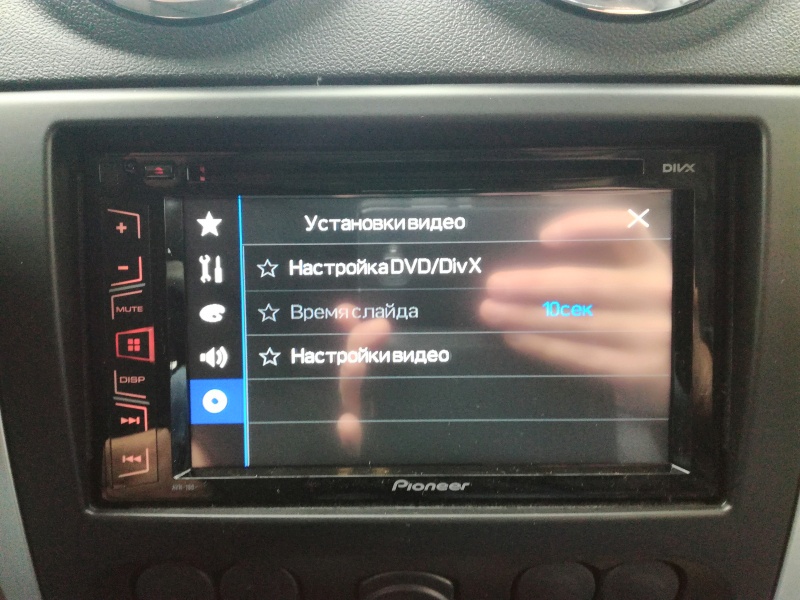 DIVX
Установки видео
Настройка DVD/DivX
Время слайда 10сек
Настройки видео
MUTE
DISP
Pioneer